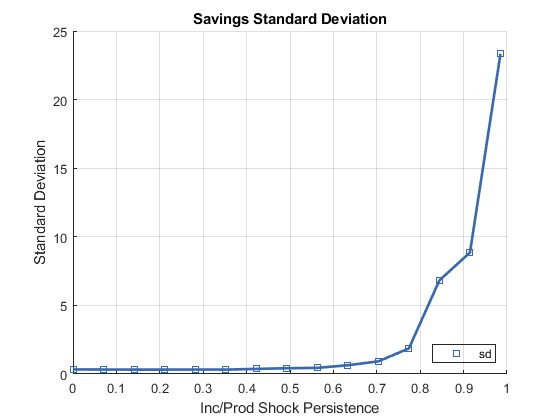 Savings Standard Deviation
25
20
15
10
5
0
Standard Deviation
sd
0 0.1 0.2 0.3 0.4 0.5 0.6 0.7 0.8 0.9 1
Inc/Prod Shock Persistence